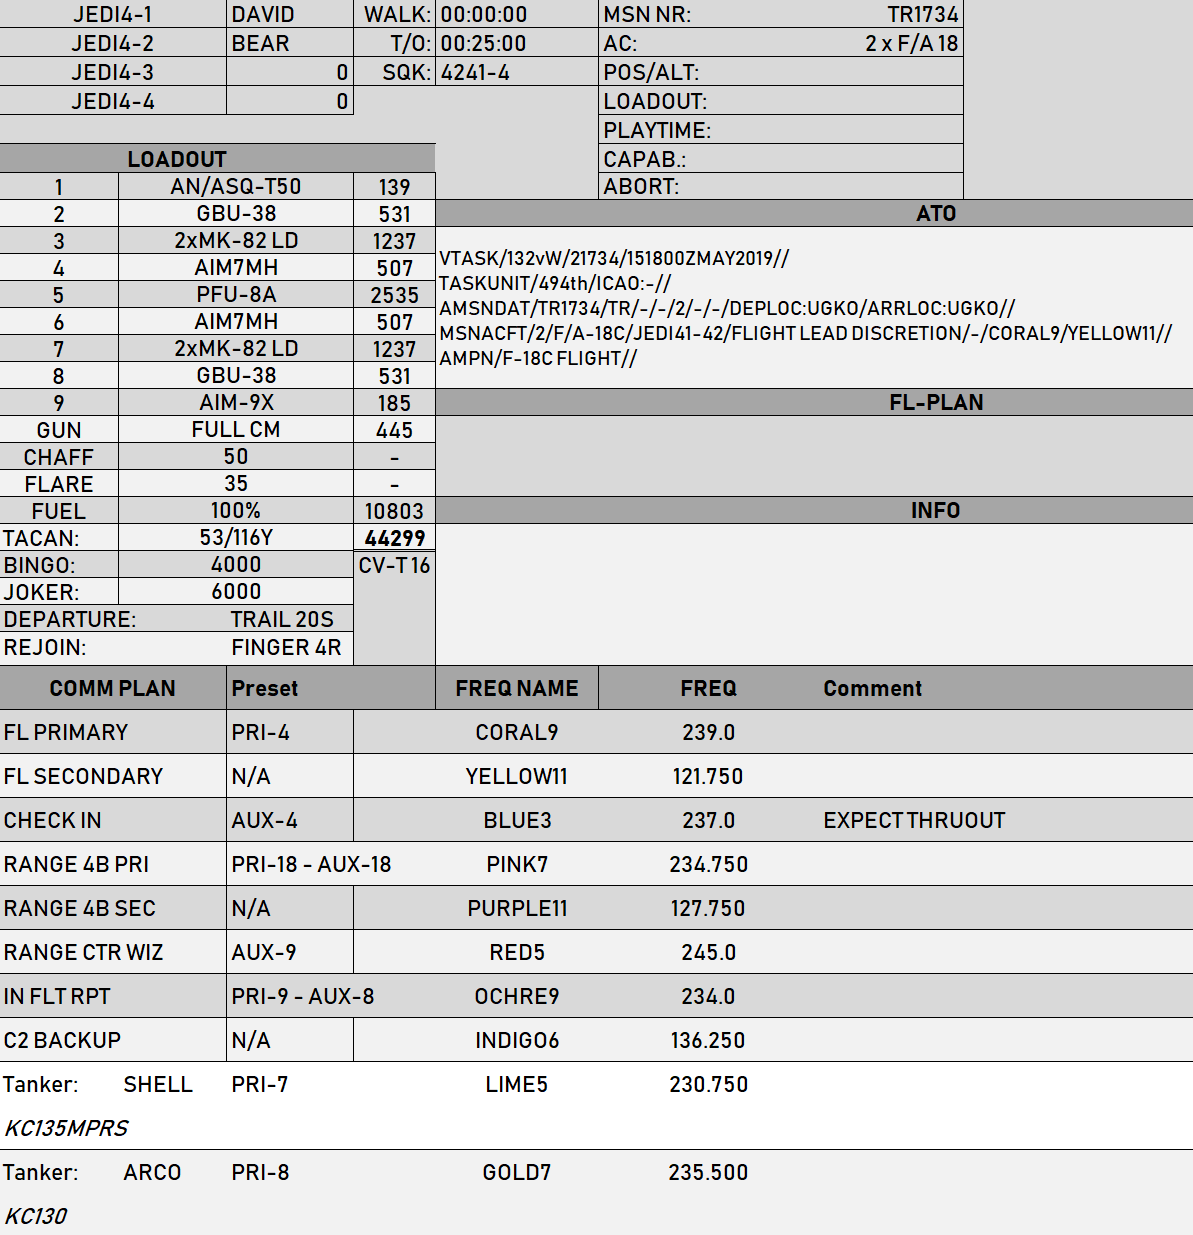 JEDI4-1 DAVID WALK: 00:00:00 MSN NR: TR1734
JEDI4-2 BEAR T/O: 00:25:00 AC: 2 x F/A 18
JEDI4-3 0 SQK: 4241-4 POS/ALT:
JEDI4-4 0 LOADOUT:
PLAYTIME:
CAPAB.:
ABORT:
LOADOUT
1 AN/ASQ-T50 139
2 GBU-38 531
3 2xMK-82 LD 1237
4 AIM7MH 507
5 PFU-8A 2535
6 AIM7MH 507
7 2xMK-82 LD 1237
8 GBU-38 531
9 AIM-9X 185
GUN FULL CM 445
CHAFF 50 -
FLARE 35 -
FUEL 100% 10803
TACAN: 53/116Y 44299
BINGO: 4000 CV-T16
JOKER: 6000
DEPARTURE: TRAIL 20S
REJOIN: FINGER 4R
ATO
VTASK/132vW/21734/151800ZMAY2019//
TASKUNIT/494th/ICAO:-//
AMSNDAT/TR1734/TR/-/-/2/-/-/DEPLOC:UGKO/ARRLOC:UGKO//
MSNACFT/2/F/A-18C/JEDI41-42/FLIGHT LEAD DISCRETION/-/CORAL9/YELLOW11//
AMPN/F-18C FLIGHT//
FL-PLAN
INFO
COMM PLAN Preset FREQ NAME FREQ Comment
FL PRIMARY PRI-4 CORAL9 239.0
FL SECONDARY N/A YELLOW11 121.750
CHECK IN AUX-4 BLUE3 237.0 EXPECT THRUOUT
RANGE 4B PRI PRI-18 - AUX-18 PINK7 234.750
RANGE 4B SEC N/A PURPLE11 127.750
RANGE CTR WIZ AUX-9 RED5 245.0
IN FLT RPT PRI-9 - AUX-8 OCHRE9 234.0
C2 BACKUP N/A INDIGO6 136.250
Tanker: SHELL PRI-7 LIME5 230.750
KC135MPRS
Tanker: ARCO PRI-8 GOLD7 235.500
KC130